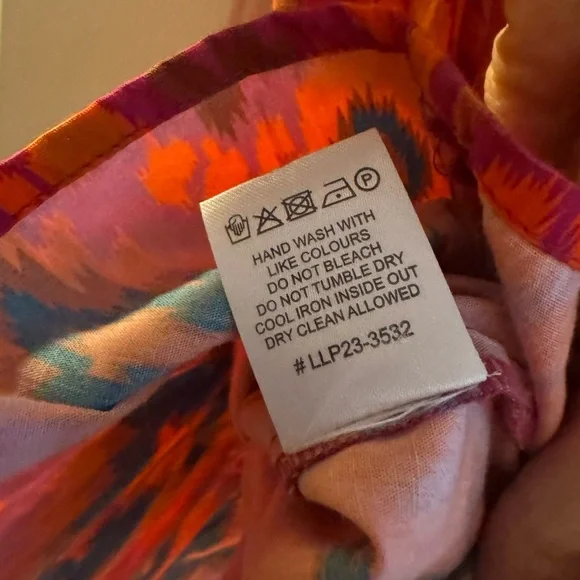 P
HAND WASH WITH
LIKE COLOURS
DO NOT BLEACH
DO NOT TUMBLE DRY
COOL IRON INSIDE OUT
DRY CLEAN ALLOWED
#LLP23-3532